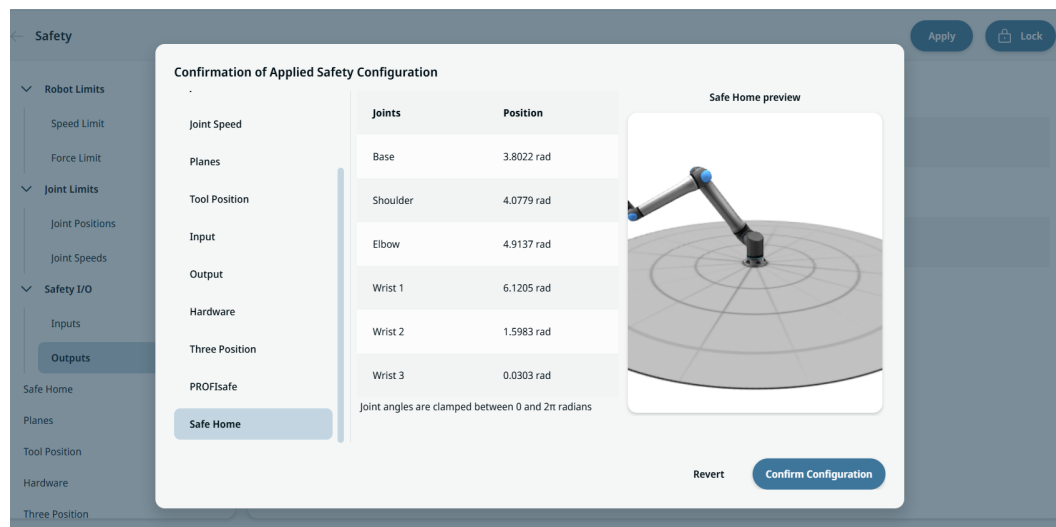 Safety
Apply
Lock
Robot Limits
Speed Limit
Force Limit
Joint Limits
Joint Positions
Joint Speeds
Safety I/O
Inputs
Outputs
Safe Home
Planes
Tool Position
Hardware
Three Position
Confirmation of Applied Safety Configuration
Joint Speed
Planes
Tool Position
Input
Output
Hardware
Three Position
PROFIsafe
Safe Home
Joints Position
Base 3.8022 rad
Shoulder 4.0779 rad
Elbow 4.9137 rad
Wrist 1 6.1205 rad
Wrist 2 1.5983 rad
Wrist 3 0.0303 rad
Joint angles are clamped between 0 and 2π radians
Safe Home preview
Revert
Confirm Configuration